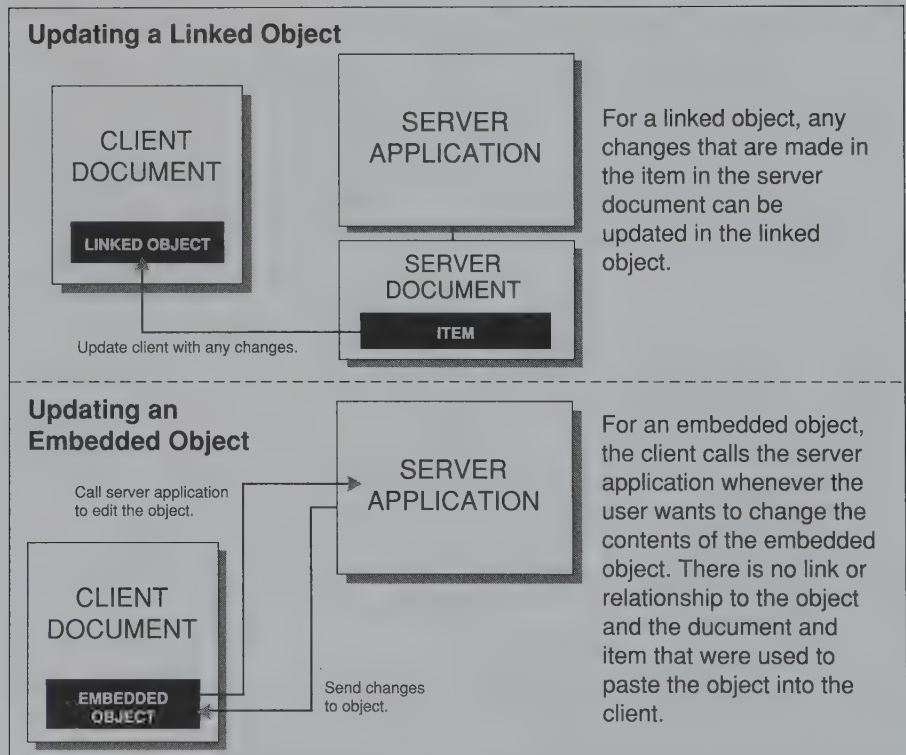 Updating a Linked Object
CLIENT
DOCUMENT
LINKED OBJECT
Update client with any changes.
SERVER
APPLICATION
SERVER
DOCUMENT
ITEM
For a linked object, any
changes that are made in
the item in the server
document can be
updated in the linked
object.
Updating an
Embedded Object
Call server application
to edit the object.
CLIENT
DOCUMENT
EMBEDDED
OBJECT
SERVER
APPLICATION
Send changes
to object.
For an embedded object,
the client calls the server
application whenever the
user wants to change the
contents of the embedded
object. There is no link or
relationship to the object
and the ducument and
item that were used to
paste the object into the
client.